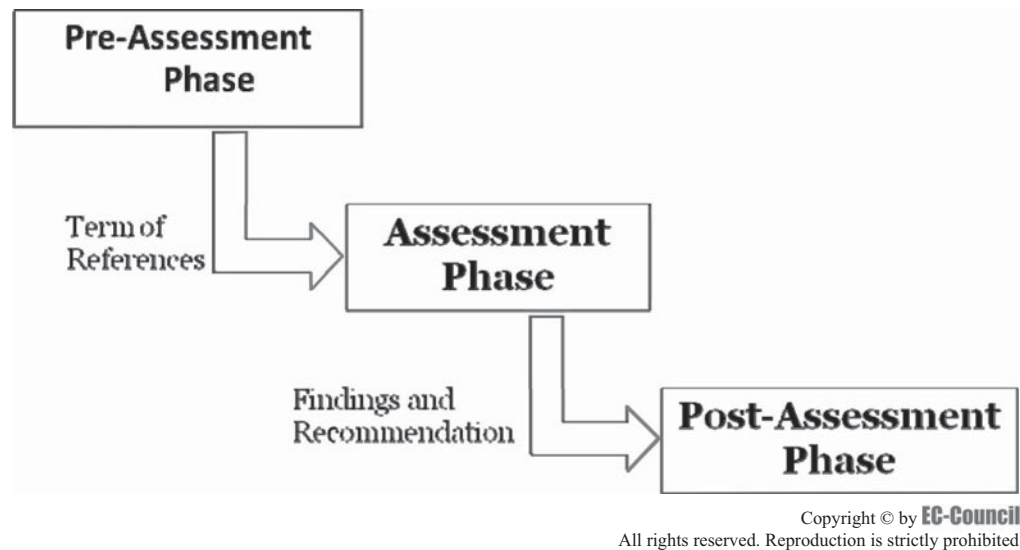 Pre-Assessment
Phase
Term of
References
Assessment
Phase
Findings and
Recommendation
Post-Assessment
Phase
Copyright © by EC-Council
All rights reserved. Reproduction is strictly prohibited